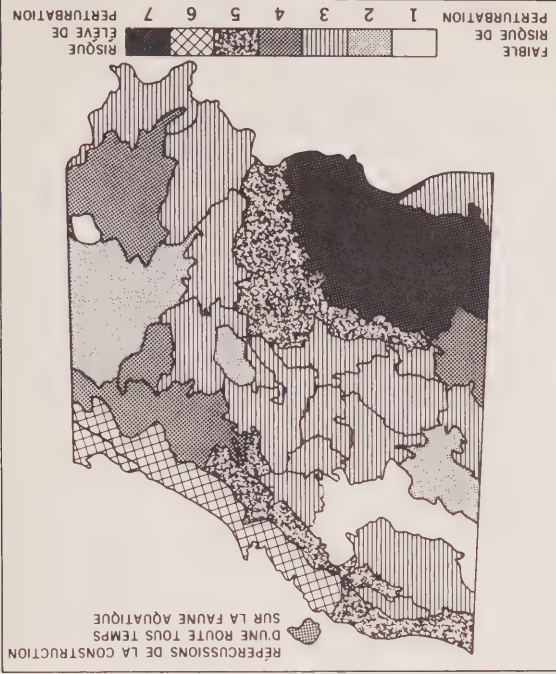 RÉPERCUSSIONS DE LA CONSTRUCTION
D'UNE ROUTE TOUS TEMPS
SUR LA FAUNE AQUATIQUE
FAIBLE
RISQUE DE
PERTURBATION
1 2 3 4 5 6 7
RISQUE
ÉLEVÉ DE
PERTURBATION